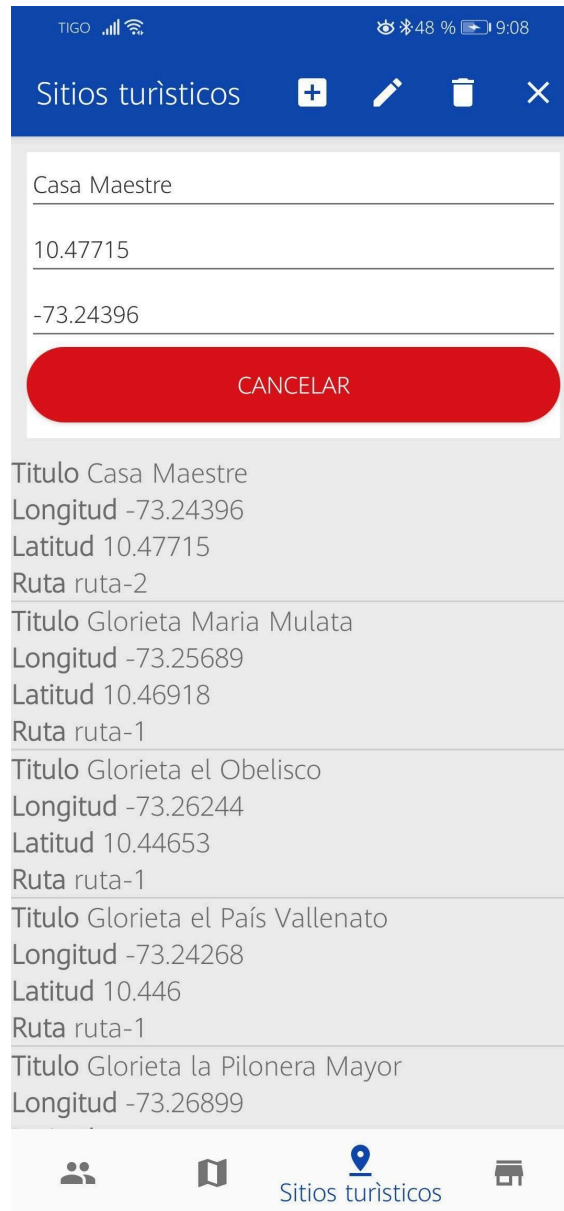 TIGO 48 % 9:08
Sitios turìsticos
Casa Maestre
10.47715
-73.24396
CANCELAR
Titulo Casa Maestre
Longitud -73.24396
Latitud 10.47715
Ruta ruta-2
Titulo Glorieta Maria Mulata
Longitud -73.25689
Latitud 10.46918
Ruta ruta-1
Titulo Glorieta el Obelisco
Longitud -73.26244
Latitud 10.44653
Ruta ruta-1
Titulo Glorieta el País Vallenato
Longitud -73.24268
Latitud 10.446
Ruta ruta-1
Titulo Glorieta la Pilonera Mayor
Longitud -73.26899
Sitios turìsticos